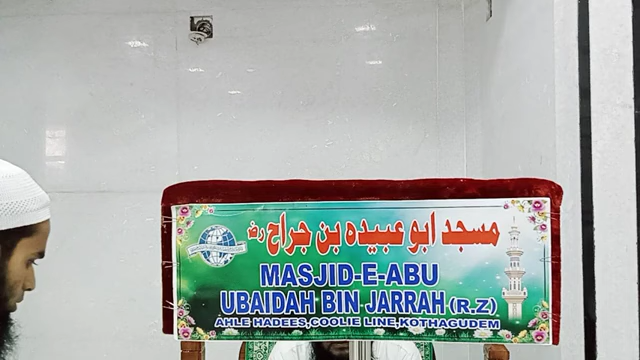 مسجد ابو عبیدہ بن جراح رضؓ
MASJID-E-ABU
UBAIDAH BIN JARRAH (R.Z)
AHLE HADEES,COOLIE LINE,KOTHAGUDEM